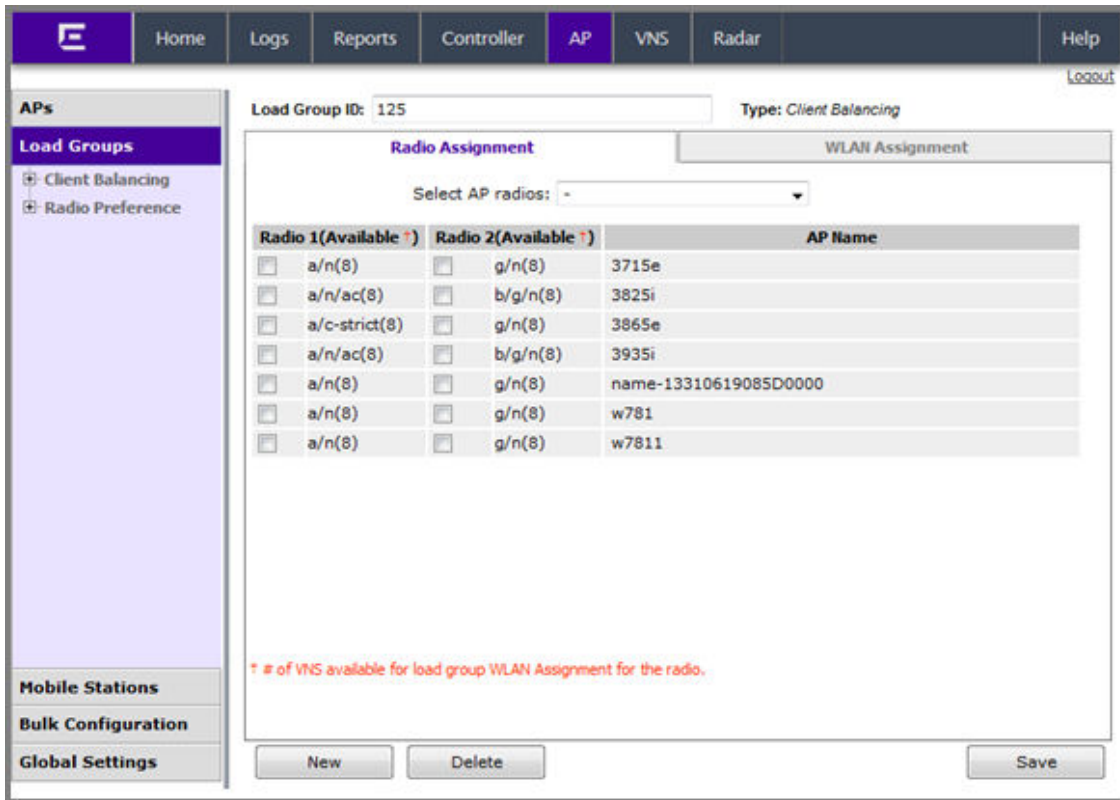 Home Logs Reports Controller AP VNS Radar Help
Logout
APs
Load Groups
Client Balancing
Radio Preference
Mobile Stations
Bulk Configuration
Global Settings
Load Group ID: 125 Type: Client Balancing
Radio Assignment WLAN Assignment
Select AP radios: -
Radio 1(Available †) Radio 2(Available †) AP Name
a/n(8) g/n(8) 3715e
a/n/ac(8) b/g/n(8) 3825i
a/c-strict(8) g/n(8) 3865e
a/n/ac(8) b/g/n(8) 3935i
a/n(8) g/n(8) name-13310619085D0000
a/n(8) g/n(8) w781
a/n(8) g/n(8) w7811
† # of VNS available for load group WLAN Assignment for the radio.
New Delete Save